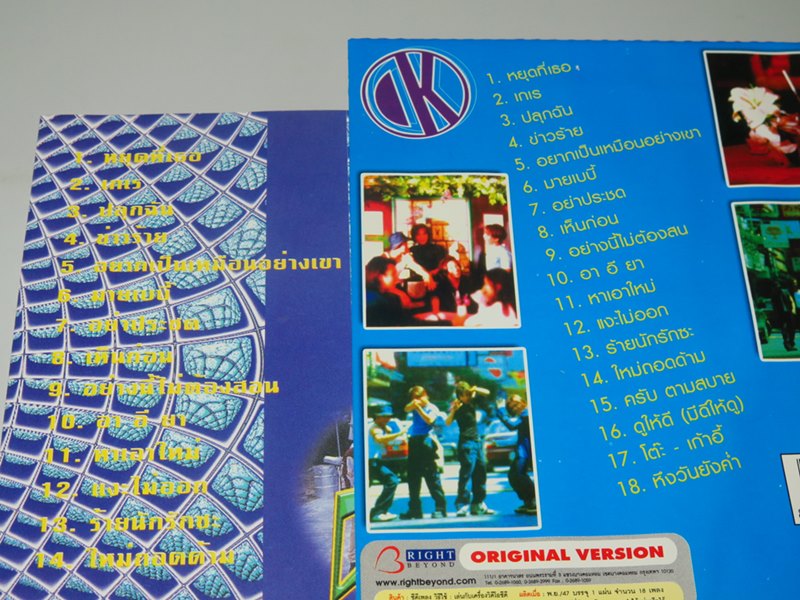 1. หยุดที่เธอ
2. เกเร
3. ปลุกฉัน
4. ข่าวร้าย
5 อยากเป็นเหมือนอย่างเขา
6. มายเบบี้
7. อย่าประชด
8. เห็นก่อน
9. อย่างนี้ไม่ต้องสอน
10. อา อี ยา
11. หาเอาใหม่
12. แงะไม่ออก
13. ร้ายนักรักซะ
14. ใหม่ถอดด้าม
OK
1. หยุดที่เธอ
2. เกเร
3. ปลุกฉัน
4. ข่าวร้าย
5. อยากเป็นเหมือนอย่างเขา
6. มายเบบี้
7. อย่าประชด
8. เห็นก่อน
9. อย่างนี้ไม่ต้องสน
10. อา อี ยา
11. หาเอาใหม่
12. แงะไม่ออก
13. ร้ายนักรักซะ
14. ใหม่ถอดด้าม
15. ครับ ตามสบาย
16. ดูให้ดี (มีดีให้ดู)
17. โต๊ะ - เก้าอี้
18. หึงวันยังค่ำ
RIGHT
BEYOND
ORIGINAL VERSION
www.rightbeyond.com